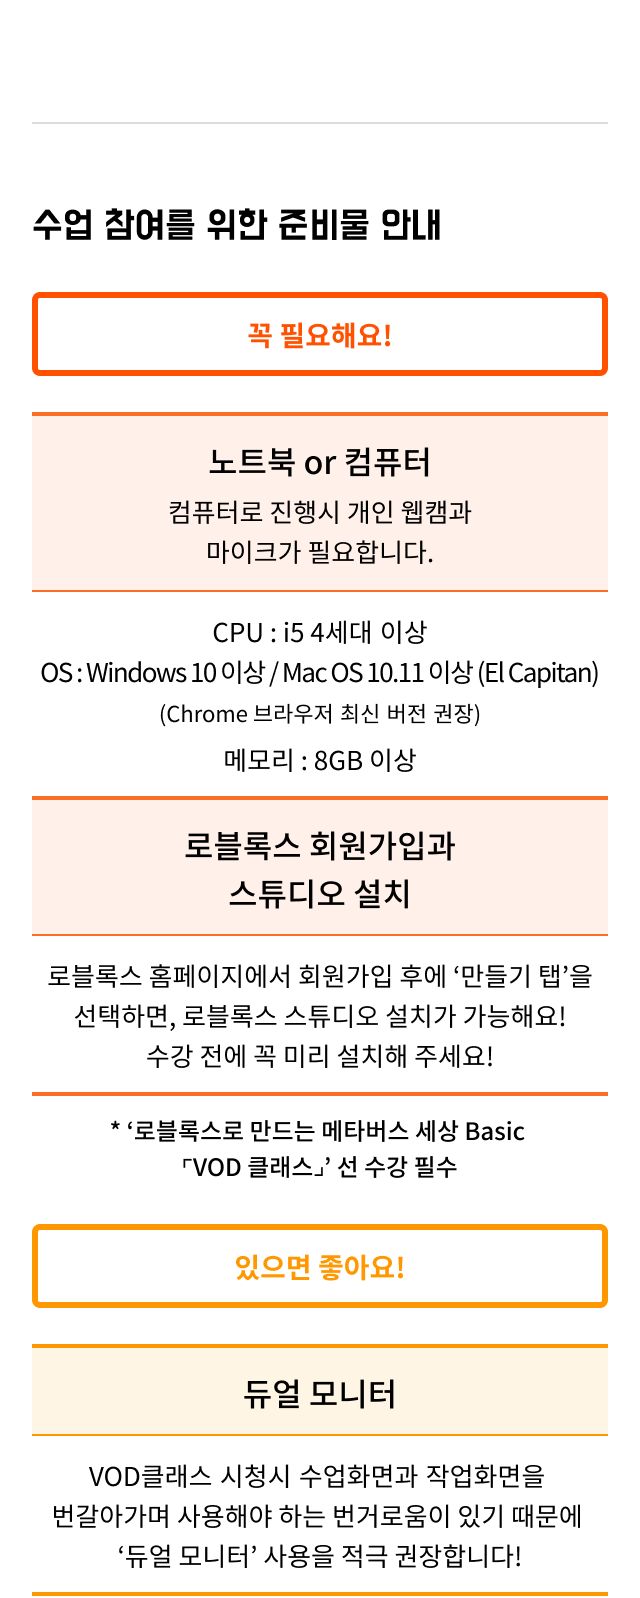 수업 참여를 위한 준비물 안내
꼭 필요해요!
노트북 or 컴퓨터
컴퓨터로 진행시 개인 웹캠과
마이크가 필요합니다.
CPU : i5 4세대 이상
OS : Windows 10 이상 / Mac OS 10.11 이상 (El Capitan)
(Chrome 브라우저 최신 버전 권장)
메모리 : 8GB 이상
로블록스 회원가입과
스튜디오 설치
로블록스 홈페이지에서 회원가입 후에 ‘만들기 탭’을
선택하면, 로블록스 스튜디오 설치가 가능해요!
수강 전에 꼭 미리 설치해 주세요!
* ‘로블록스로 만드는 메타버스 세상 Basic
「VOD 클래스」’ 선 수강 필수
있으면 좋아요!
듀얼 모니터
VOD클래스 시청시 수업화면과 작업화면을
번갈아가며 사용해야 하는 번거로움이 있기 때문에
‘듀얼 모니터’ 사용을 적극 권장합니다!